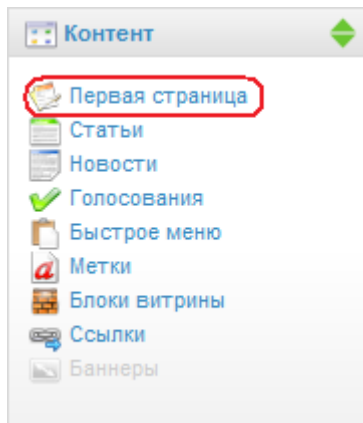 Контент
Первая страница
Статьи
Новости
Голосования
Быстрое меню
Метки
Блоки витрины
Ссылки
Баннеры